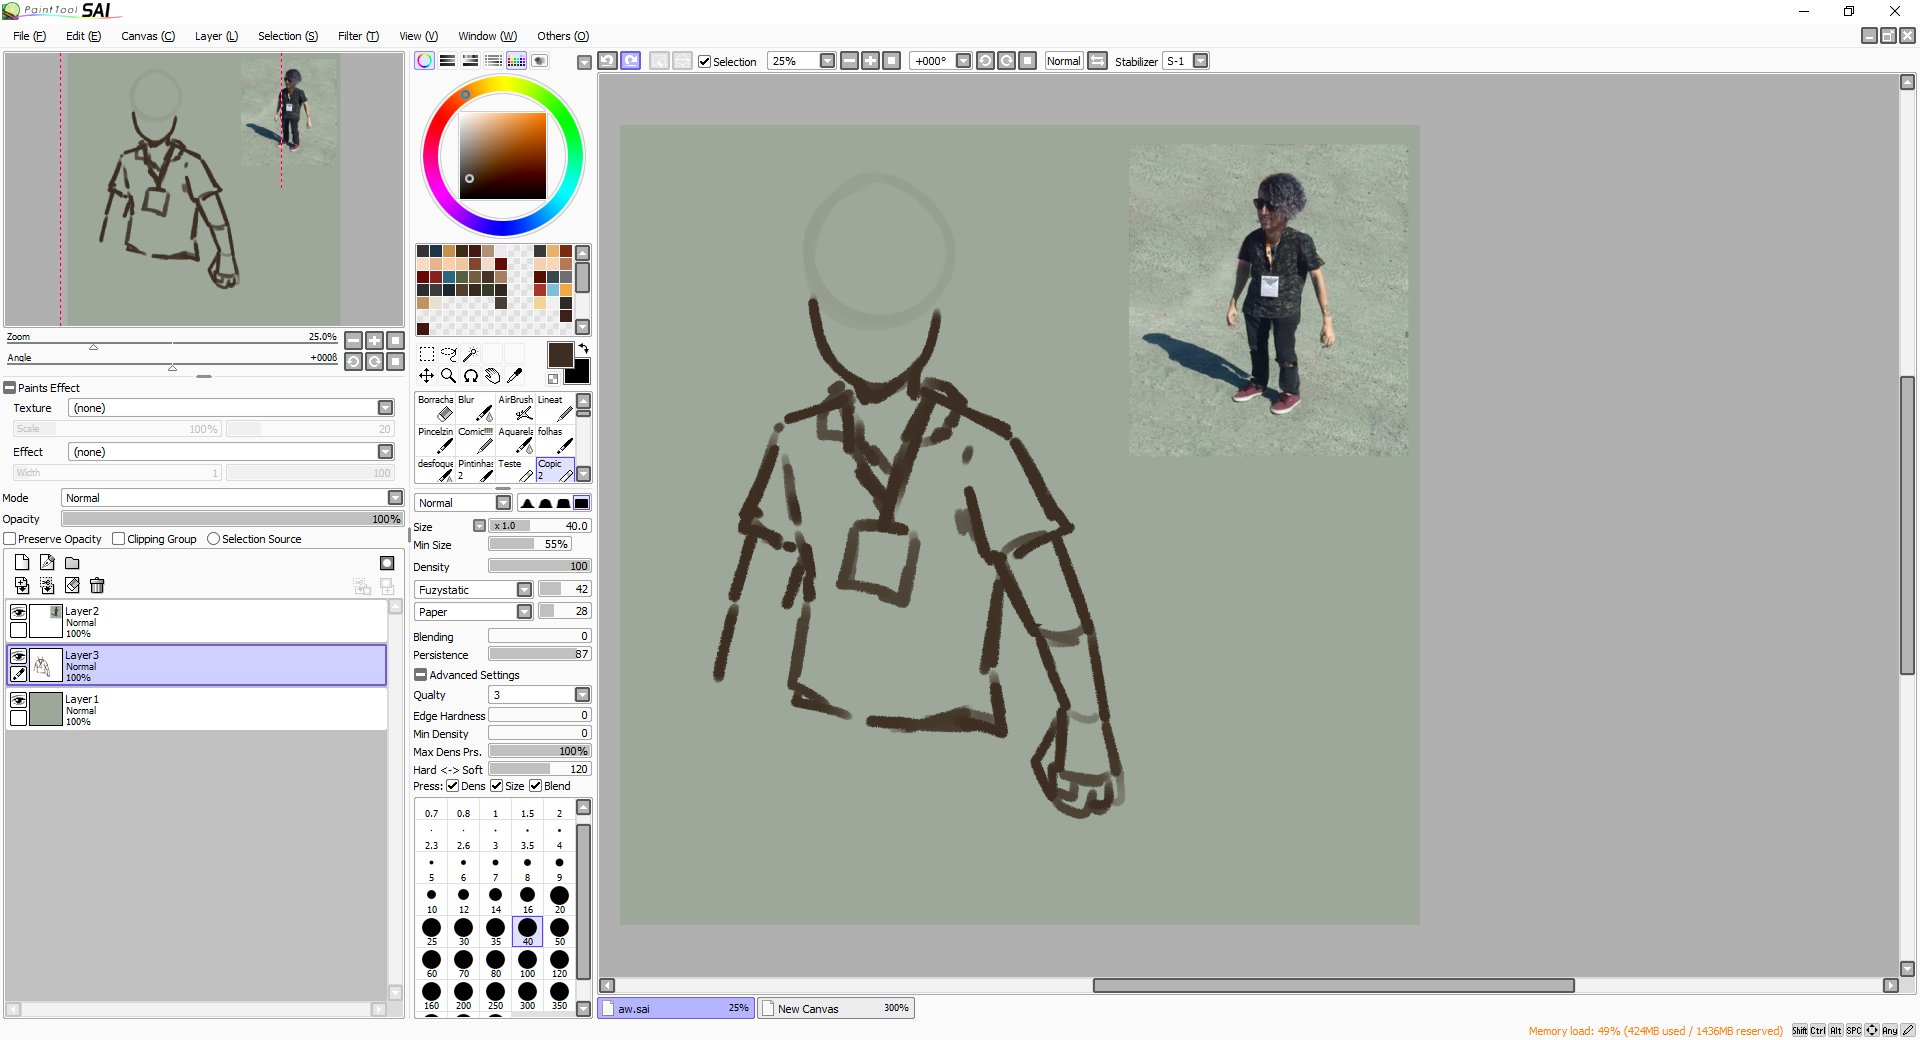 PaintTool SAI
File (F) Edit (E) Canvas (C) Layer (L) Selection (S) Filter (T) View (V) Window (W) Others (O)
Selection 25% +000° Normal Stabilizer S-1
Zoom 25.0%
Angle +000ß
Paints Effect
Texture (none)
Scale 100% 20
Effect (none)
Width 1 100
Mode Normal
Opacity 100%
Preserve Opacity Clipping Group Selection Source
Layer2
Normal
100%
Layer3
Normal
100%
Layer1
Normal
100%
Borracha Blur AirBrush Lineat
Pincelzin Comic!!!! Aquarela folhas
desfoque Pintinhas 2 Teste Copic 2
Normal
Size x 1.0 40.0
Min Size 55%
Density 100
Fuzystatic 42
Paper 28
Blending 0
Persistence 87
Advanced Settings
Qualty 3
Edge Hardness 0
Min Density 0
Max Dens Prs. 100%
Hard <-> Soft 120
Press: Dens Size Blend
0.7 0.8 1 1.5 2
2.3 2.6 3 3.5 4
5 6 7 8 9
10 12 14 16 20
25 30 35 40 50
60 70 80 100 120
160 200 250 300 350
aw.sai 25% New Canvas 300%
Memory load: 49% (424MB used / 1436MB reserved) Shift Ctrl Alt SPC Any